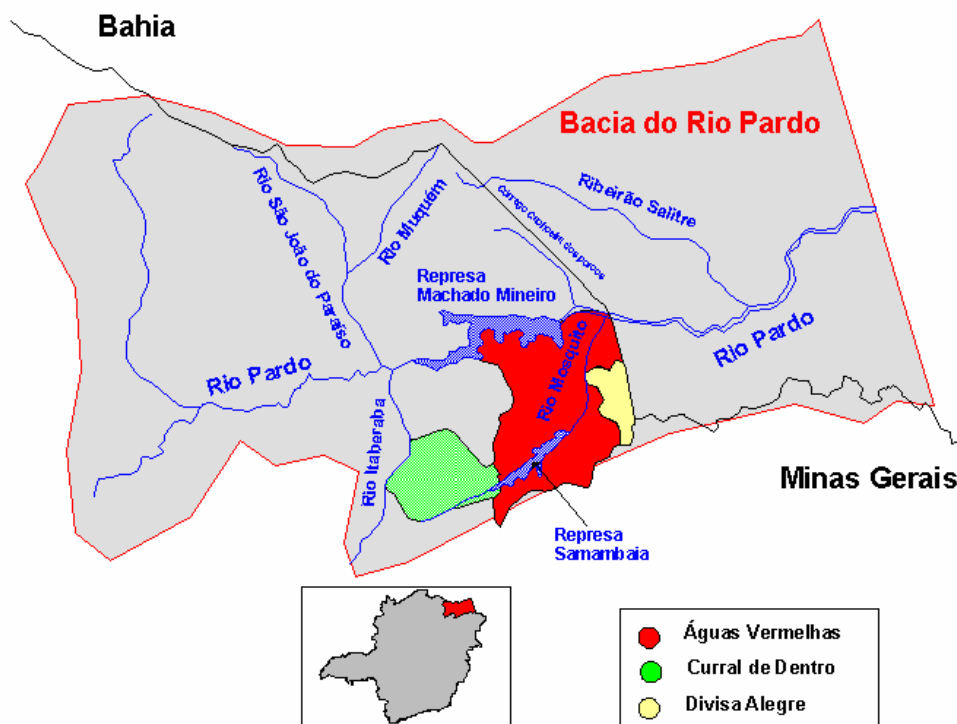 Bahia
Bacia do Rio Pardo
Ribeirão Salitre
Rio São João do Paraíso
Rio Muquém
Represa
Machado Mineiro
Rio Pardo
Rio Pardo
Rio Mosquito
Rio Itaberaba
Minas Gerais
Represa
Samambaia
Águas Vermelhas
Curral de Dentro
Divisa Alegre